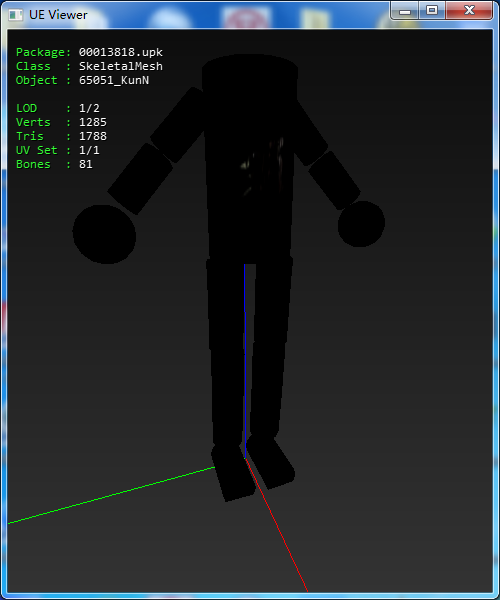 UE Viewer
Package: 00013818.upk
Class  : SkeletalMesh
Object : 65051_KunN
LOD    : 1/2
Verts  : 1285
Tris   : 1788
UV Set : 1/1
Bones  : 81